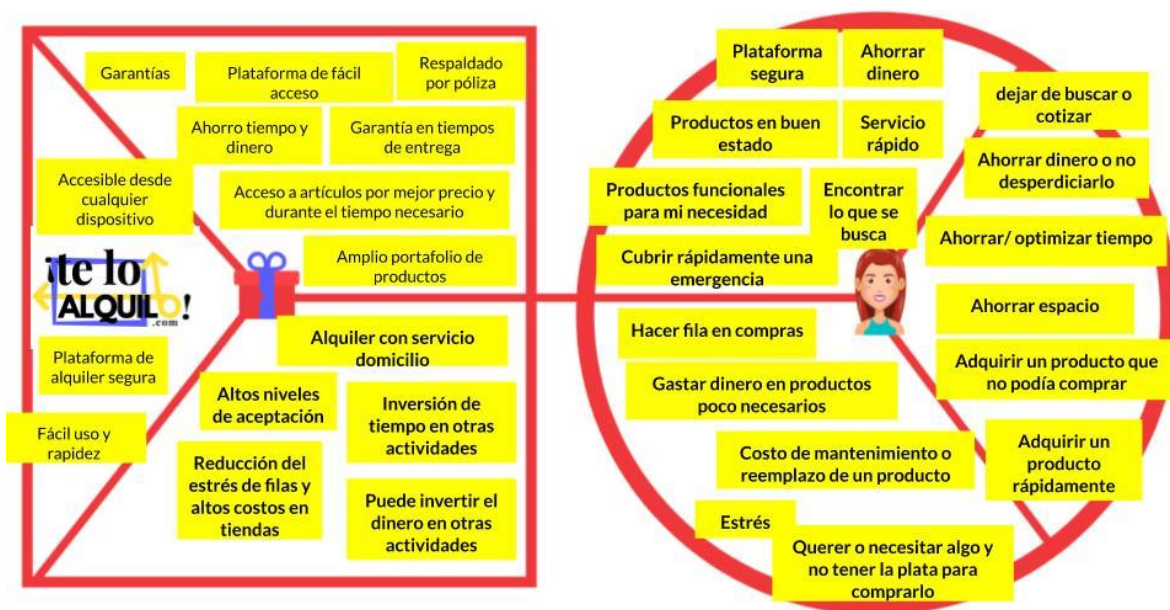 Garantías
Plataforma de fácil
acceso
Respaldado
por póliza
Ahorro tiempo y
dinero
Garantía en tiempos
de entrega
Accesible desde
cualquier
dispositivo
Acceso a artículos por mejor precio y
durante el tiempo necesario
Amplio portafolio de
productos
¡te lo
ALQUILO!
.com
Plataforma de
alquiler segura
Fácil uso y
rapidez
Alquiler con servicio
domicilio
Altos niveles
de aceptación
Inversión de
tiempo en otras
actividades
Reducción del
estrés de filas y
altos costos en
tiendas
Puede invertir el
dinero en otras
actividades
Plataforma
segura
Ahorrar
dinero
Productos en buen
estado
Servicio
rápido
Productos funcionales
para mi necesidad
Encontrar
lo que se
busca
Cubrir rápidamente una
emergencia
dejar de buscar o
cotizar
Ahorrar dinero o no
desperdiciarlo
Ahorrar/ optimizar tiempo
Ahorrar espacio
Adquirir un producto que
no podía comprar
Adquirir un
producto
rápidamente
Hacer fila en compras
Gastar dinero en productos
poco necesarios
Costo de mantenimiento o
reemplazo de un producto
Estrés
Querer o necesitar algo y
no tener la plata para
comprarlo